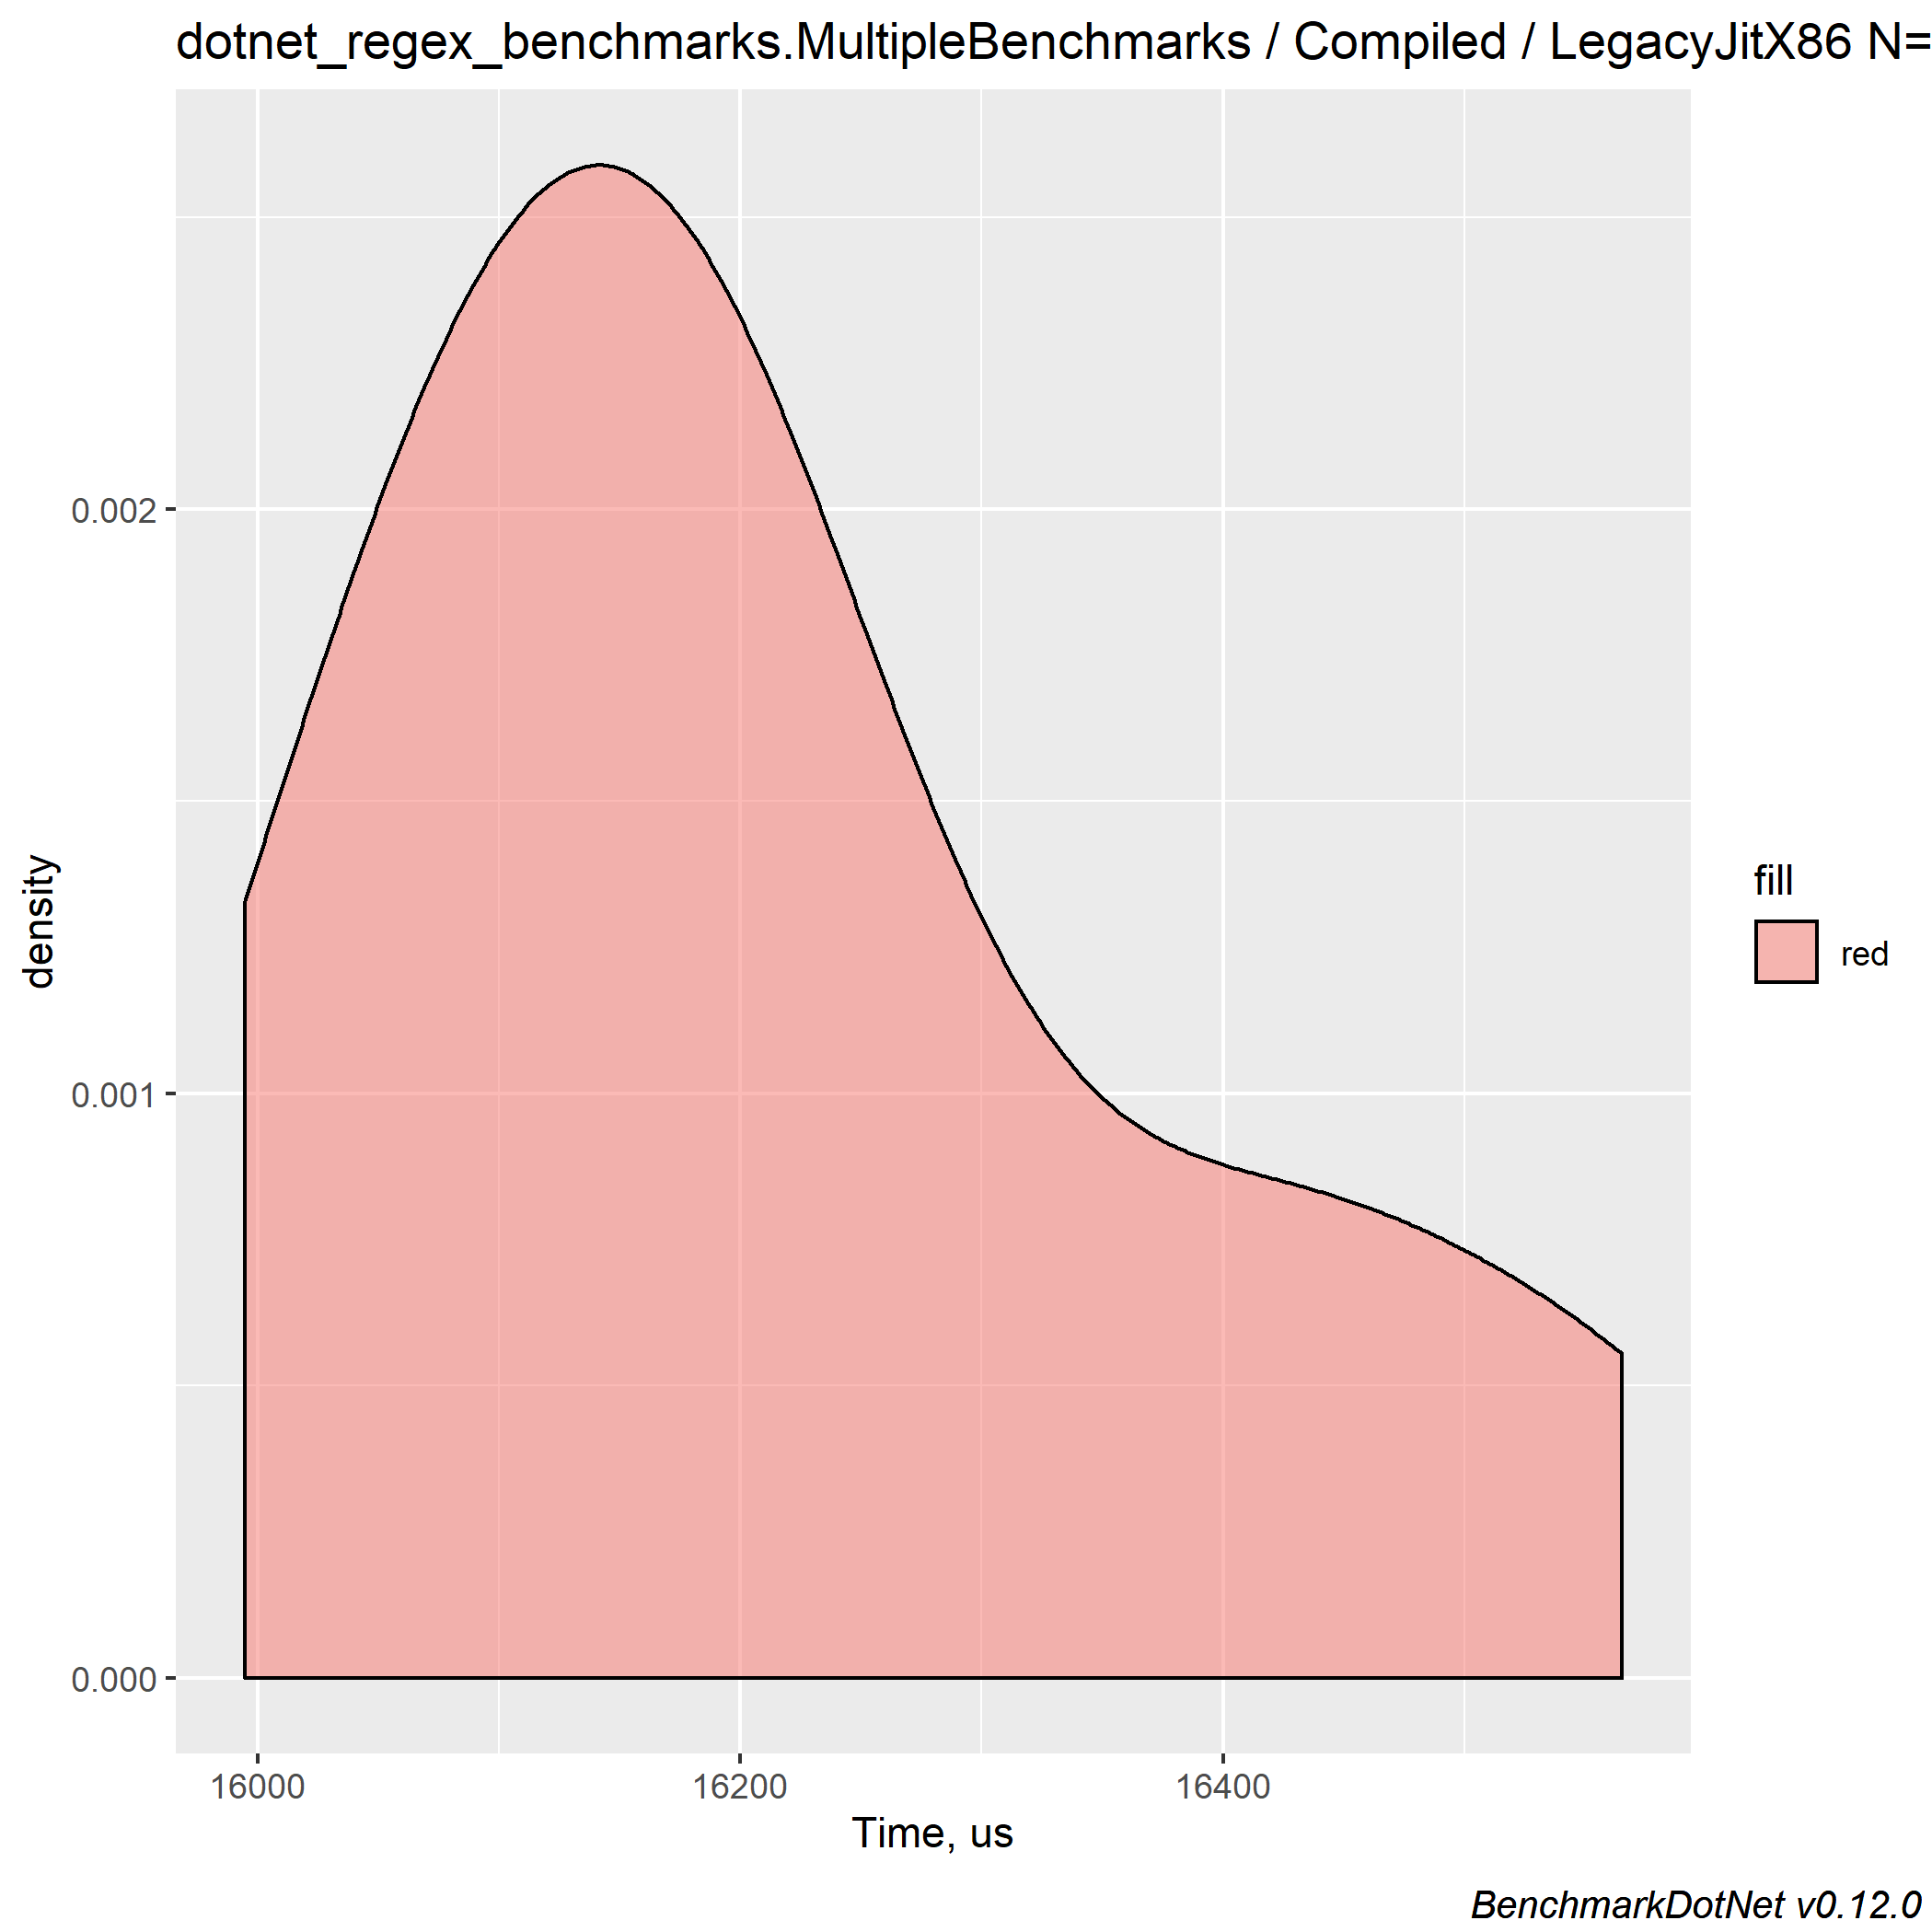 dotnet_regex_benchmarks.MultipleBenchmarks / Compiled / LegacyJitX86 N=
density
0.002
0.001
0.000
16000 16200 16400
Time, us
fill
red
BenchmarkDotNet v0.12.0